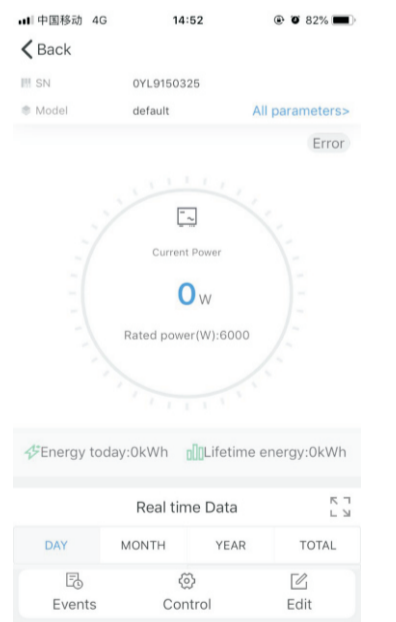 中国移动 4G 14:52 82%
Back
SN 0YL9150325
Model default All parameters>
Error
Current Power
0 W
Rated power(W):6000
Energy today:0kWh Lifetime energy:0kWh
Real time Data
DAY MONTH YEAR TOTAL
Events Control Edit